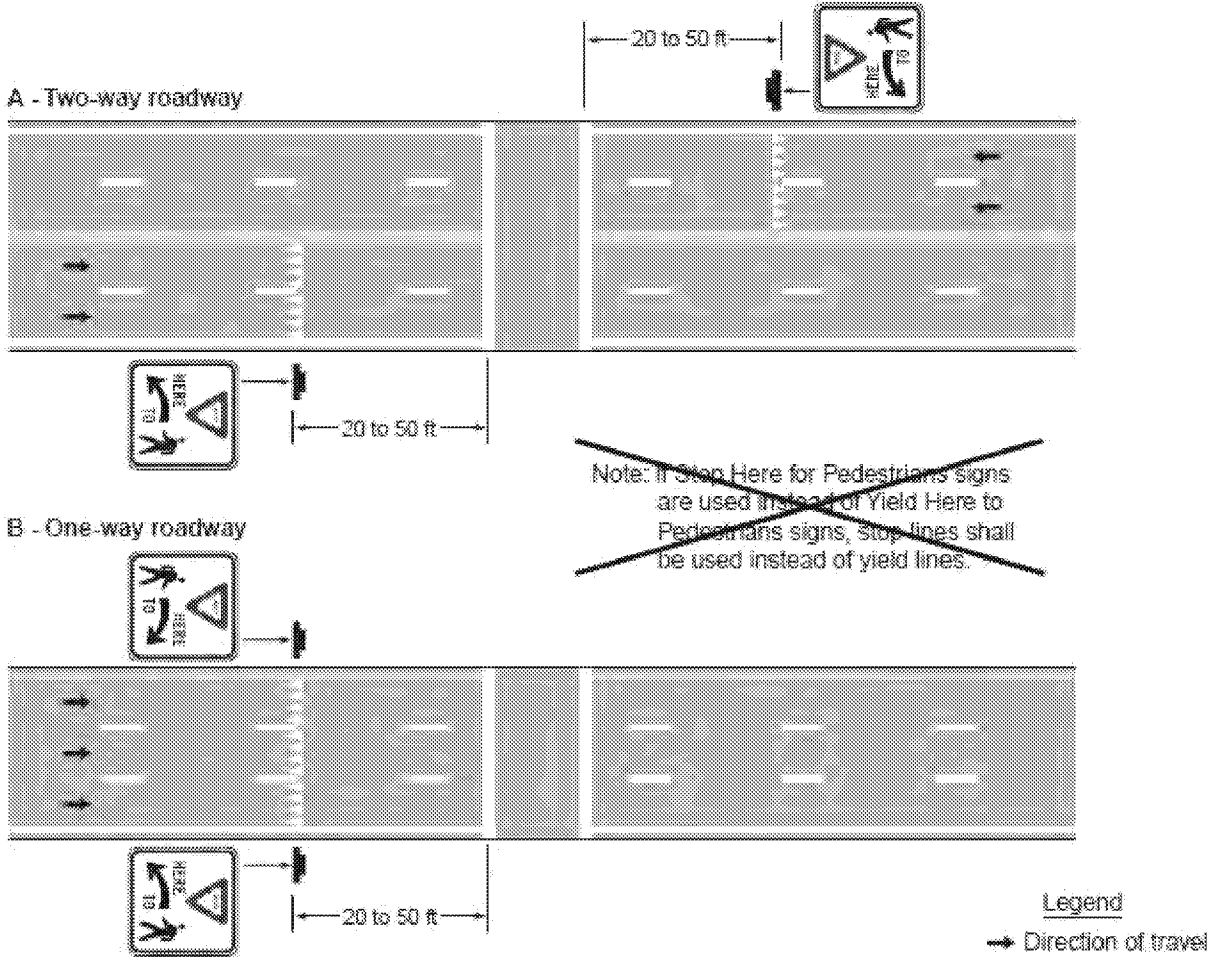 20 to 50 ft
HERE
TO
A - Two-way roadway
HERE
TO
20 to 50 ft
Note: If Stop Here for Pedestrians signs
are used instead of Yield Here to
Pedestrians signs, stop lines shall
be used instead of yield lines.
B - One-way roadway
TO
HERE
HERE
TO
20 to 50 ft
Legend
Direction of travel